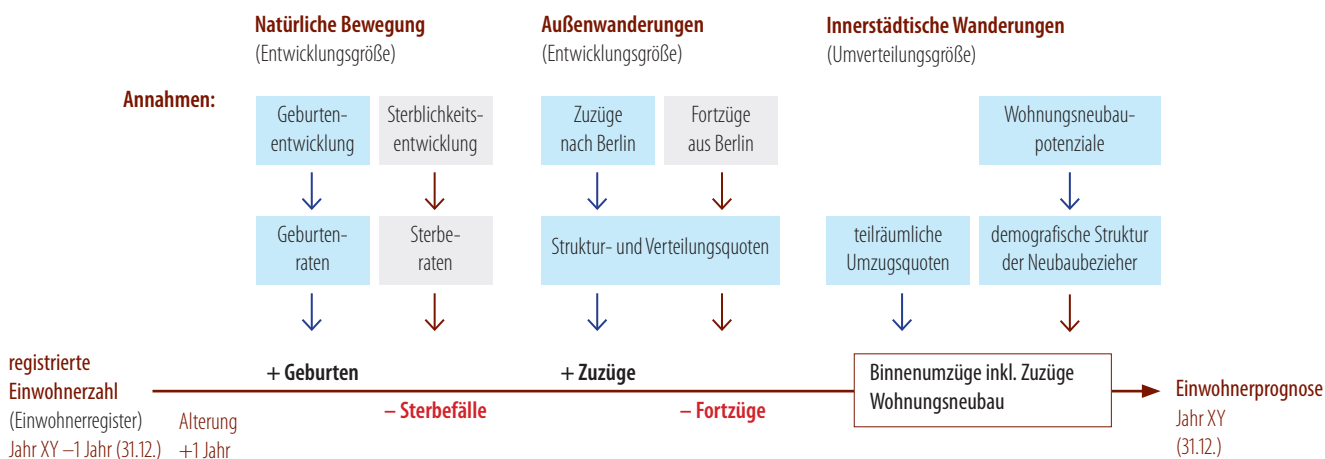 Natürliche Bewegung
(Entwicklungsgröße)
Außenwanderungen
(Entwicklungsgröße)
Innerstädtische Wanderungen
(Umverteilungsgröße)
Annahmen:
Geburten-
entwicklung
Sterblichkeits-
entwicklung
Zuzüge
nach Berlin
Fortzüge
aus Berlin
Wohnungsneubau-
potenziale
Geburten-
raten
Sterbe-
raten
Struktur- und Verteilungsquoten
teilräumliche
Umzugsquoten
demografische Struktur
der Neubaubezieher
registrierte
Einwohnerzahl
(Einwohnerregister)
Jahr XY –1 Jahr (31.12.)
Alterung
+1 Jahr
+ Geburten
– Sterbefälle
+ Zuzüge
– Fortzüge
Binnenumzüge inkl. Zuzüge
Wohnungsneubau
Einwohnerprognose
Jahr XY
(31.12.)